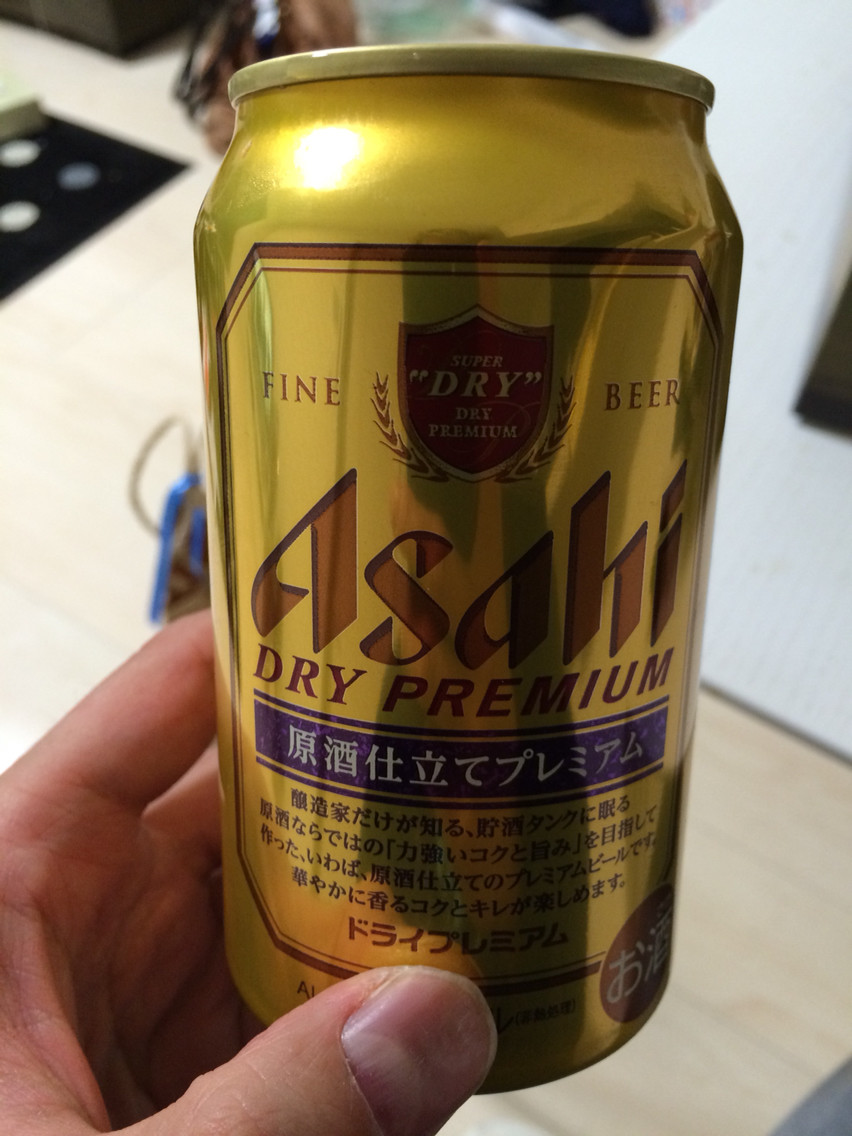 SUPER
"DRY"
DRY
PREMIUM
FINE BEER
Asahi
DRY PREMIUM
原酒仕立てプレミアム
醸造家だけが知る、貯酒タンクに眠る
原酒ならではの「力強いコクと旨み」を目指して
作った、いわば、原酒仕立てのプレミアムビールです。
華やかに香るコクとキレが楽しめます。
ドライプレミアム
お酒
(非熱処理)